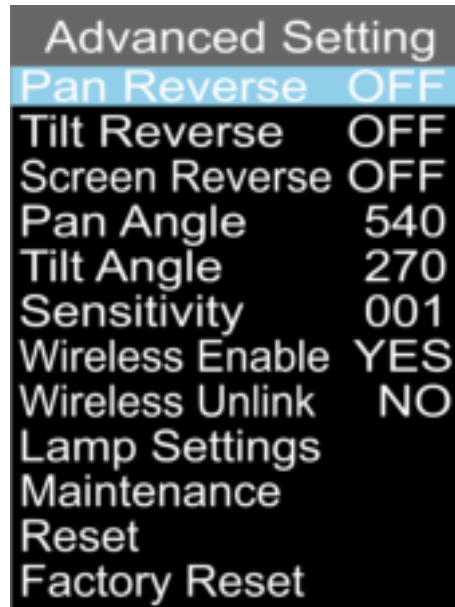 Advanced Setting
Pan Reverse OFF
Tilt Reverse OFF
Screen Reverse OFF
Pan Angle 540
Tilt Angle 270
Sensitivity 001
Wireless Enable YES
Wireless Unlink NO
Lamp Settings
Maintenance
Reset
Factory Reset